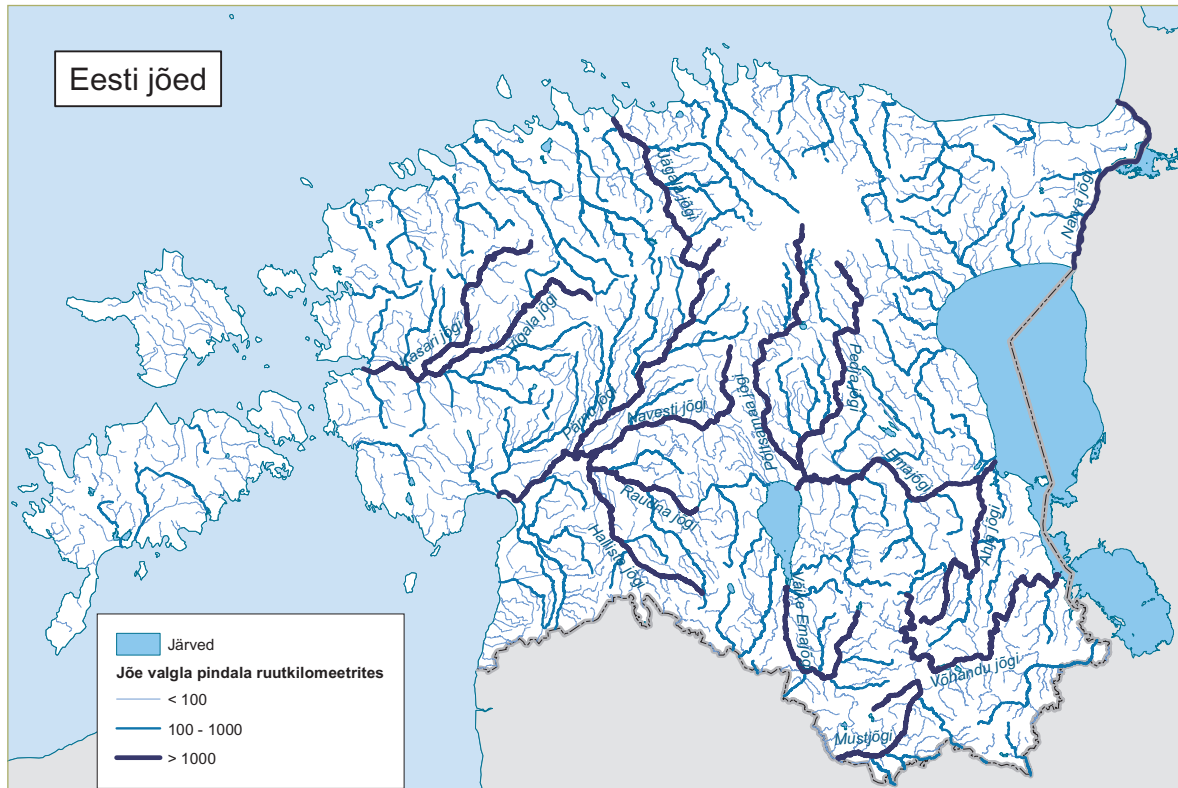 Eesti jõed
Jägala jõgi
Narva jõgi
Kasari jõgi
Vigala jõgi
Pärnu jõgi
Navesti jõgi
Põltsamaa jõgi
Pedja jõgi
Emajõgi
Raudna jõgi
Halliste jõgi
Ahja jõgi
Väike Emajõgi
Võhandu jõgi
Mustjõgi
Järved
Jõe valgla pindala ruutkilomeetrites
< 100
100 - 1000
> 1000